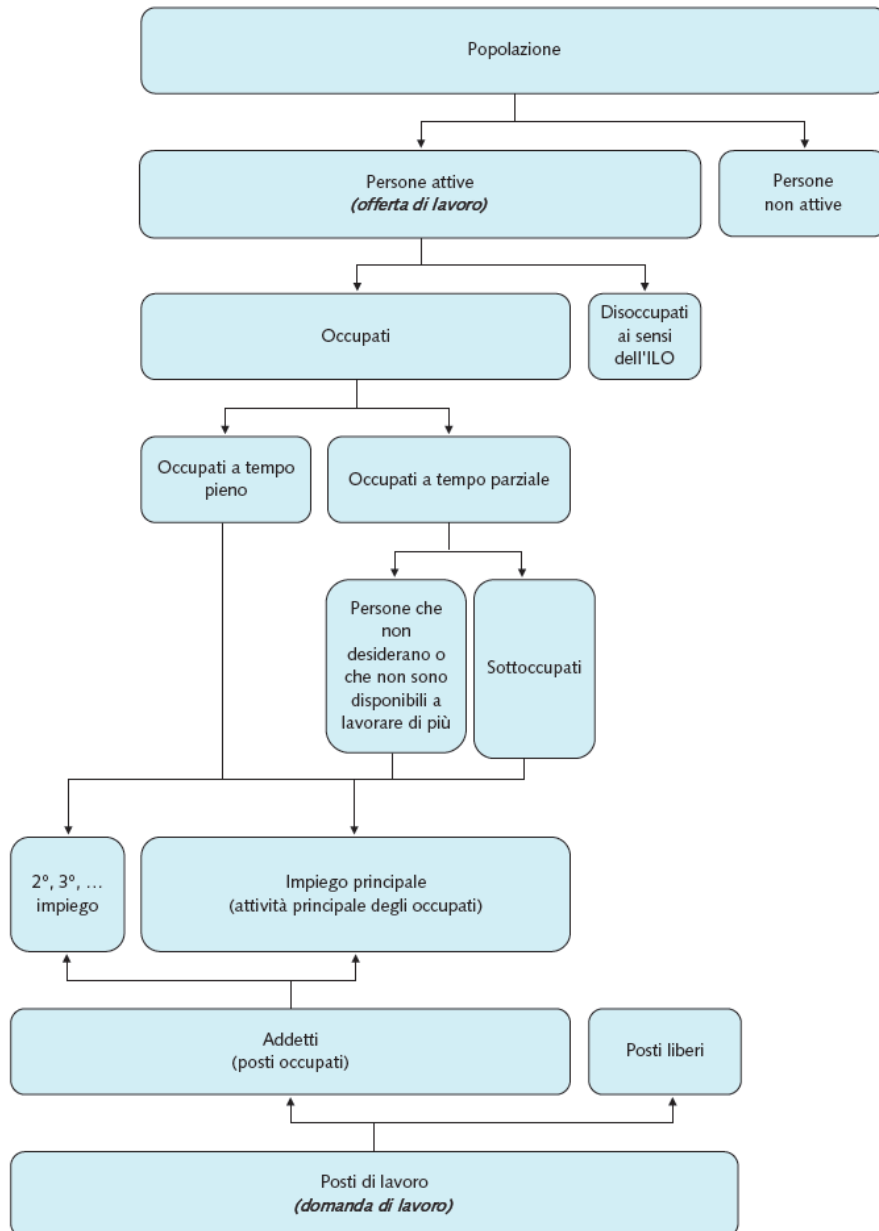 Popolazione
Persone attive
(offerta di lavoro)
Persone
non attive
Occupati
Disoccupati
ai sensi
dell'ILO
Occupati a tempo
pieno
Occupati a tempo parziale
Persone che
non
desiderano o
che non sono
disponibili a
lavorare di più
Sottoccupati
2°, 3°, ...
impiego
Impiego principale
(attività principale degli occupati)
Addetti
(posti occupati)
Posti liberi
Posti di lavoro
(domanda di lavoro)